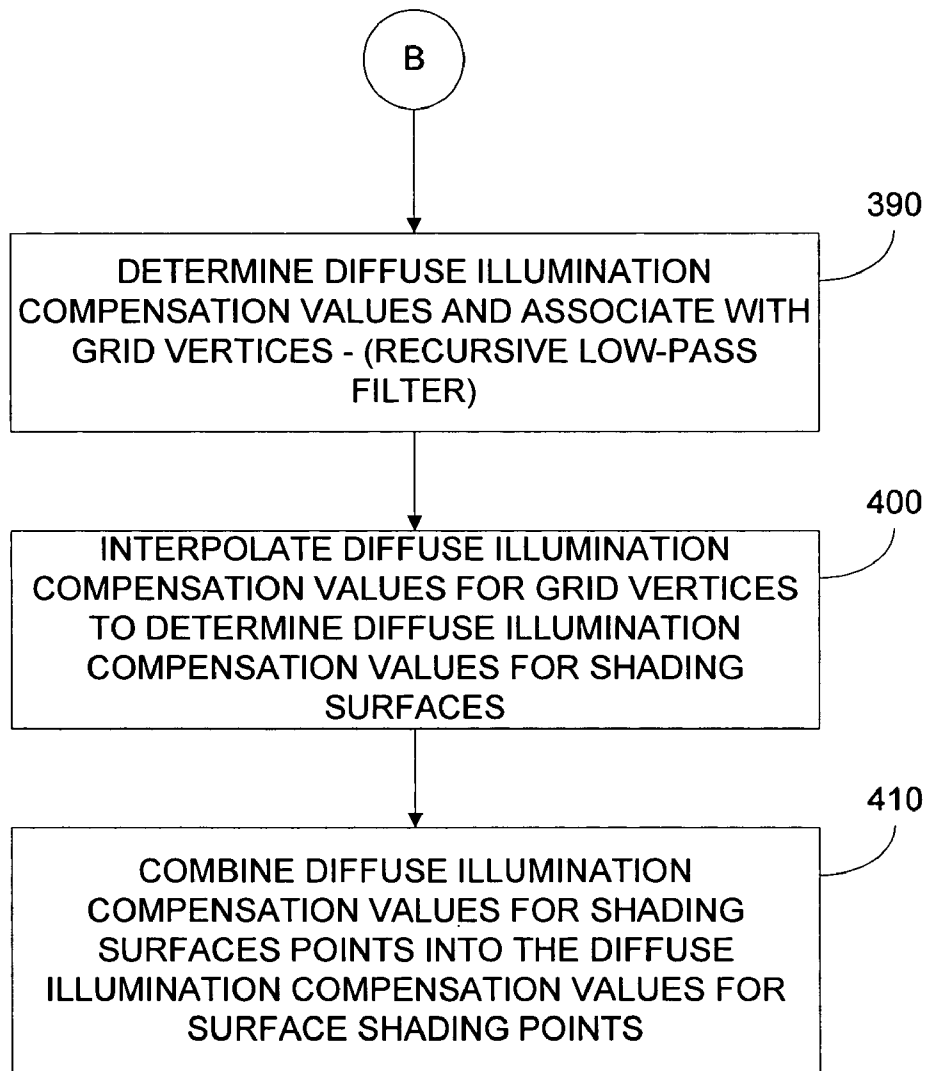 B
390
DETERMINE DIFFUSE ILLUMINATION
COMPENSATION VALUES AND ASSOCIATE WITH
GRID VERTICES - (RECURSIVE LOW-PASS
FILTER)
400
INTERPOLATE DIFFUSE ILLUMINATION
COMPENSATION VALUES FOR GRID VERTICES
TO DETERMINE DIFFUSE ILLUMINATION
COMPENSATION VALUES FOR SHADING
SURFACES
410
COMBINE DIFFUSE ILLUMINATION
COMPENSATION VALUES FOR SHADING
SURFACES POINTS INTO THE DIFFUSE
ILLUMINATION COMPENSATION VALUES FOR
SURFACE SHADING POINTS